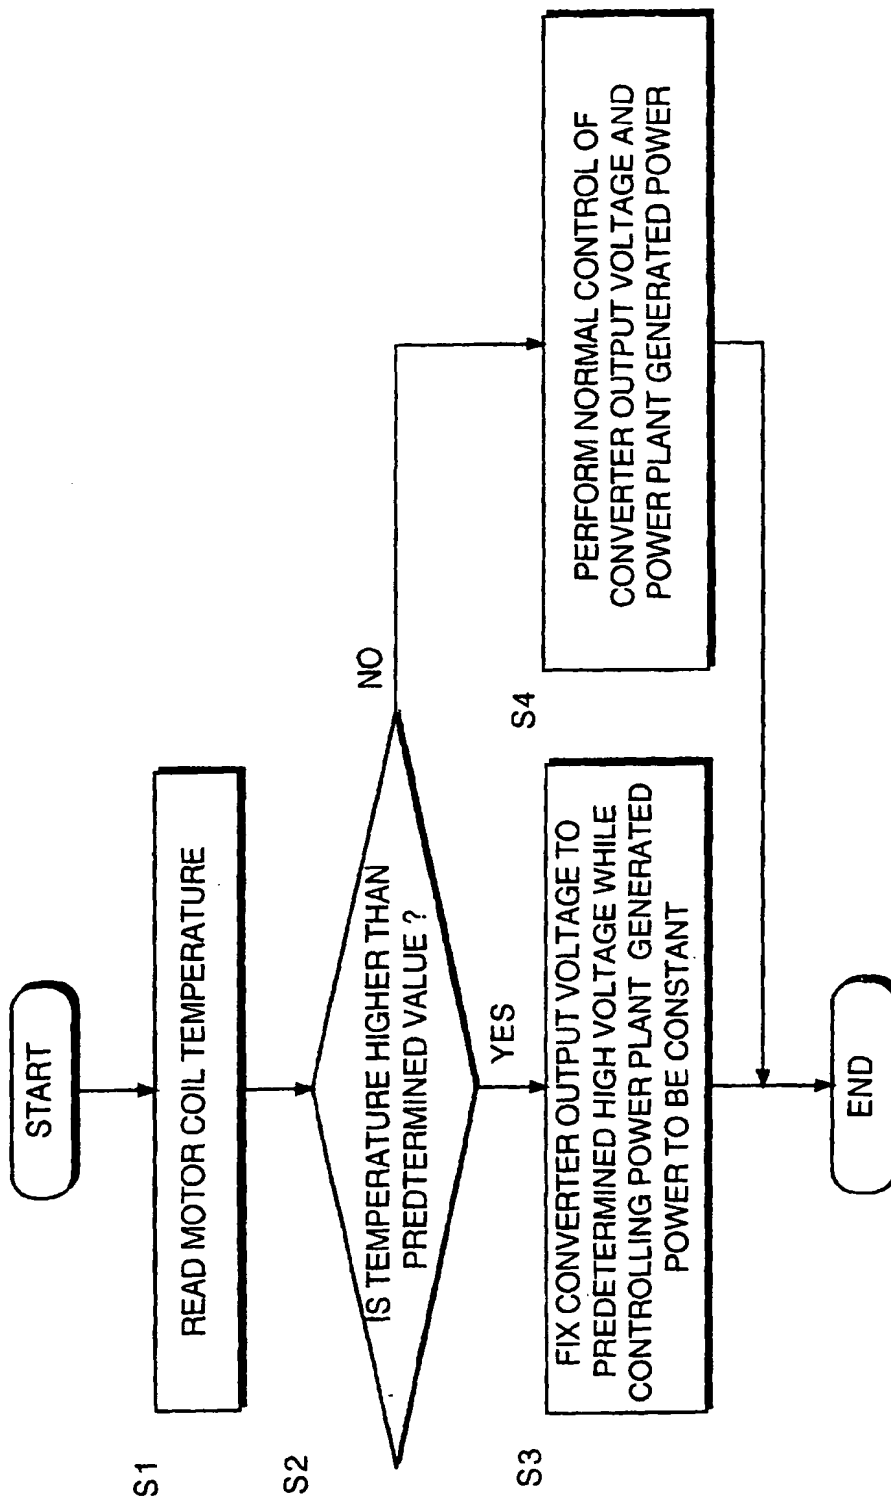 START
S1
READ MOTOR COIL TEMPERATURE
S2
IS TEMPERATURE HIGHER THAN
PREDTERMINED VALUE ?
NO
YES
S3
FIX CONVERTER OUTPUT VOLTAGE TO
PREDETERMINED HIGH VOLTAGE WHILE
CONTROLLING POWER PLANT GENERATED
POWER TO BE CONSTANT
S4
PERFORM NORMAL CONTROL OF
CONVERTER OUTPUT VOLTAGE AND
POWER PLANT GENERATED POWER
END